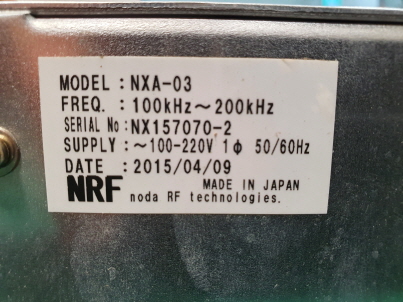 MODEL : NXA-03
FREQ. : 100kHz～200kHz
SERIAL No : NX157070-2
SUPPLY : ～100-220V 1ϕ 50/60Hz
DATE : 2015/04/09
NRF MADE IN JAPAN
noda RF technologies.